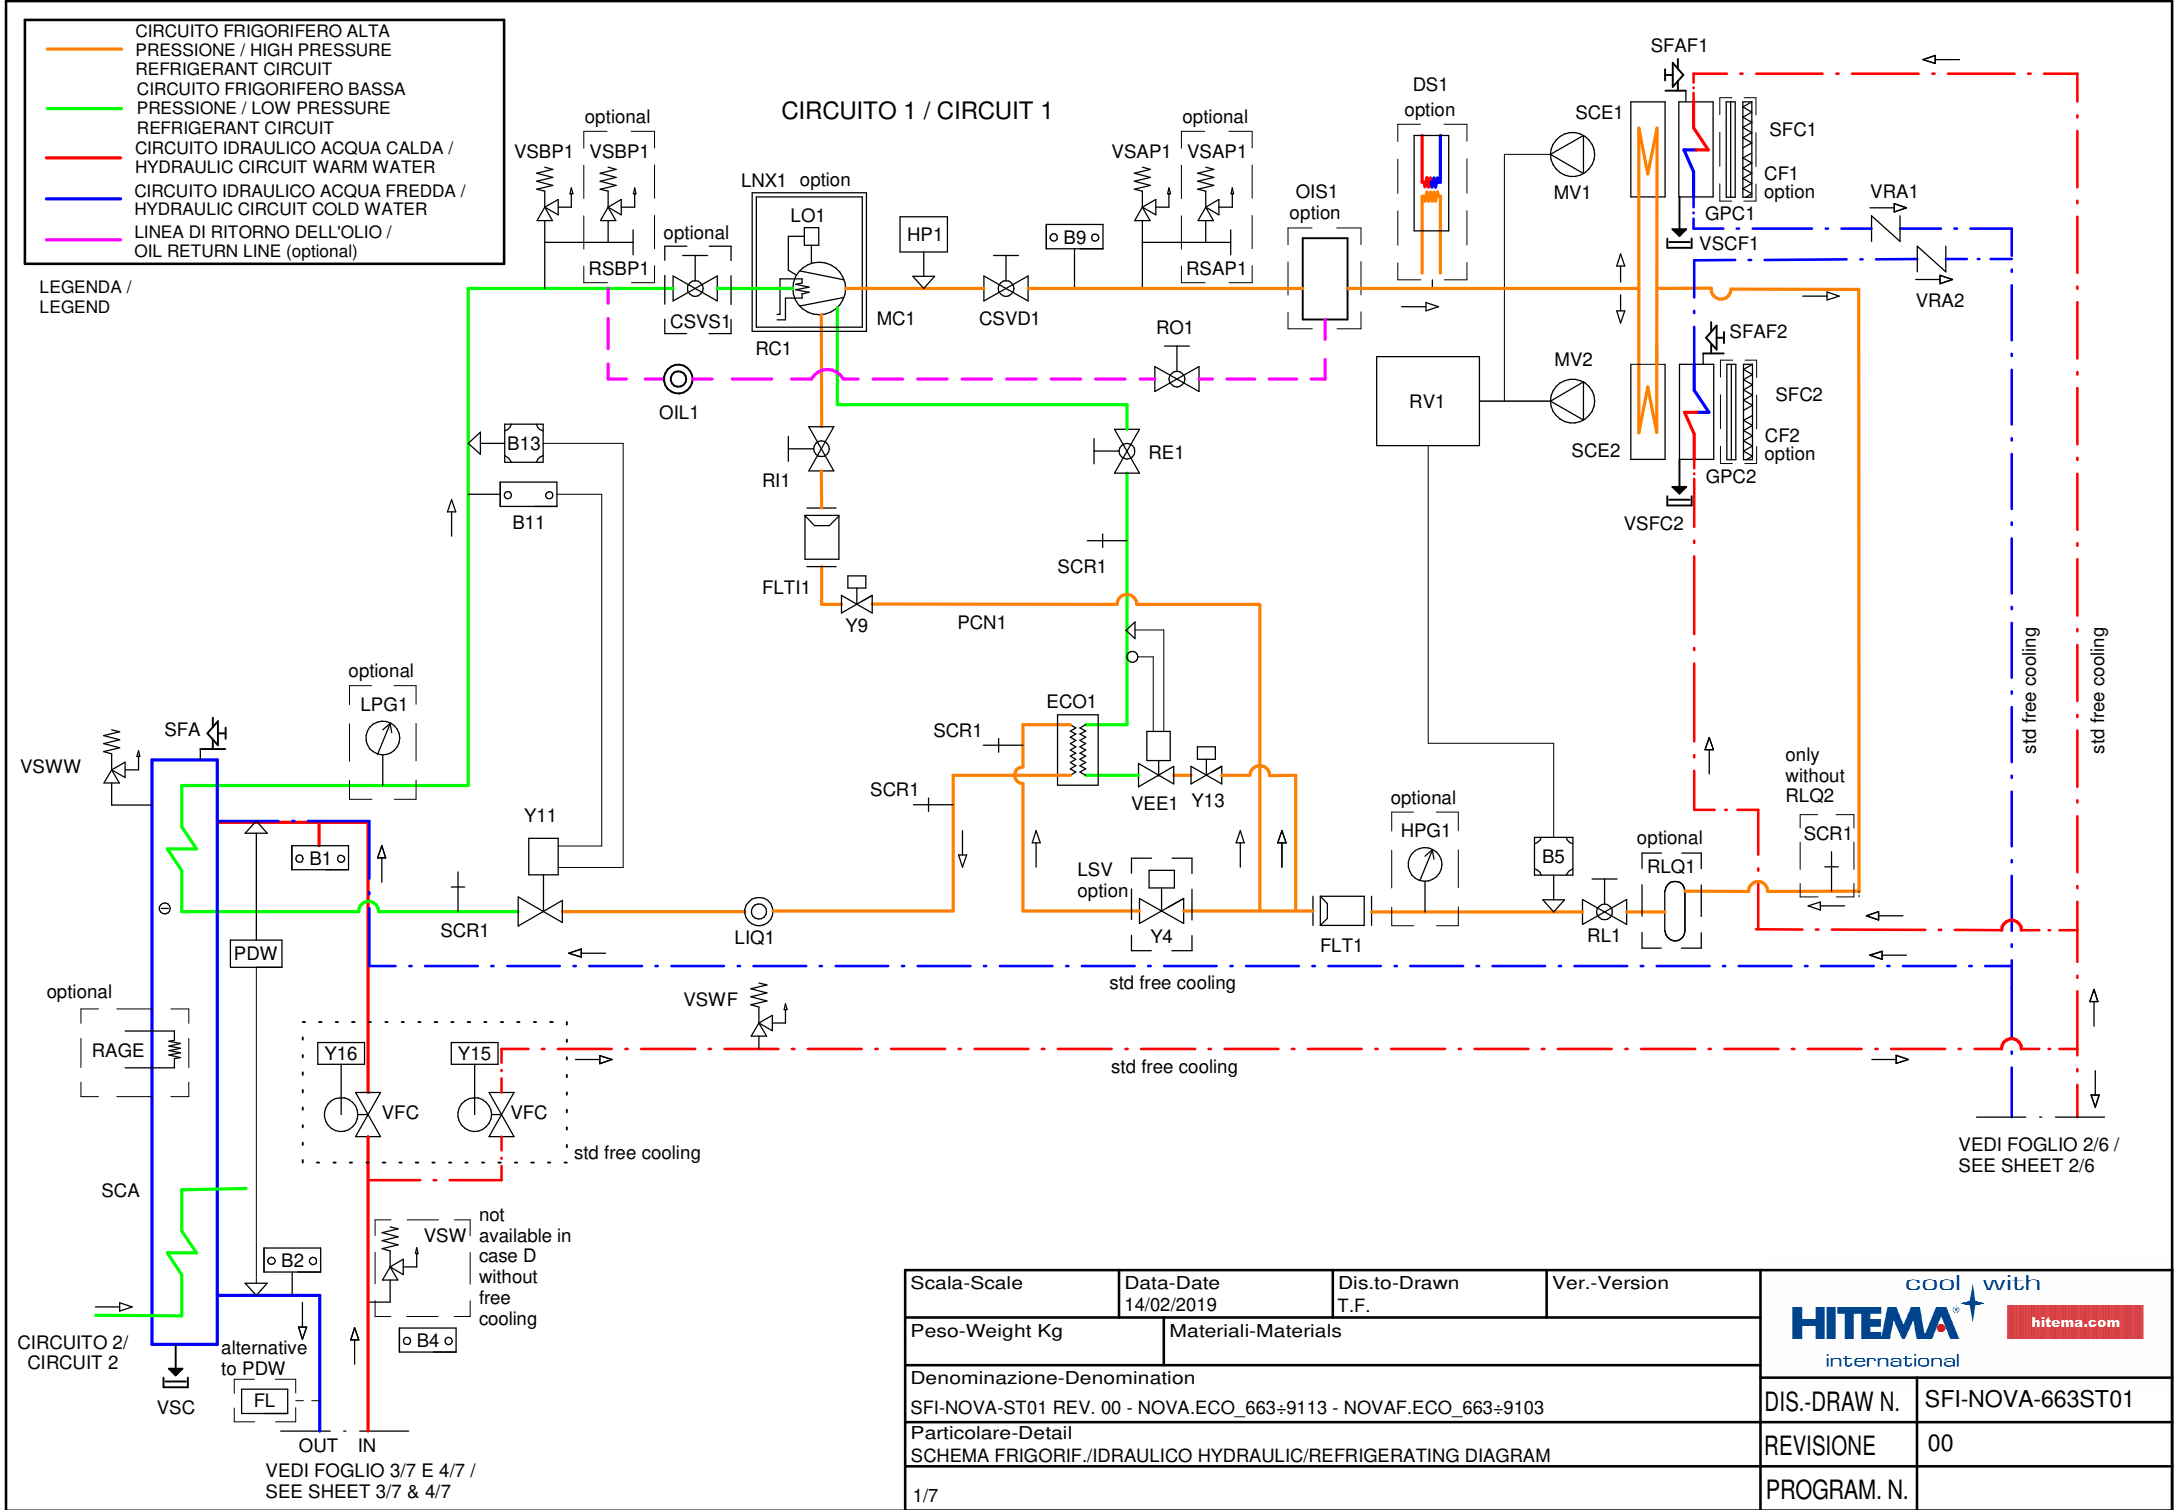 CIRCUITO FRIGORIFERO ALTA
PRESSIONE / HIGH PRESSURE
REFRIGERANT CIRCUIT
CIRCUITO FRIGORIFERO BASSA
PRESSIONE / LOW PRESSURE
REFRIGERANT CIRCUIT
CIRCUITO IDRAULICO ACQUA CALDA /
HYDRAULIC CIRCUIT WARM WATER
CIRCUITO IDRAULICO ACQUA FREDDA /
HYDRAULIC CIRCUIT COLD WATER
LINEA DI RITORNO DELL'OLIO /
OIL RETURN LINE (optional)
LEGENDA /
LEGEND
CIRCUITO 1 / CIRCUIT 1
optional
VSBP1
VSBP1
RSBP1
optional
CSVS1
LNX1 option
LO1
RC1
MC1
HP1
CSVD1
B9
optional
VSAP1
VSAP1
RSAP1
OIS1
option
DS1
option
SFAF1
SCE1
SFC1
MV1
CF1
option
GPC1
VSCF1
VRA1
VRA2
SFAF2
MV2
RV1
SFC2
CF2
option
SCE2
GPC2
VSFC2
RO1
OIL1
B13
B11
RI1
RE1
SCR1
FLTI1
Y9
PCN1
std free cooling
std free cooling
optional
LPG1
SFA
VSWW
ECO1
SCR1
SCR1
VEE1
Y13
Y11
only
without
RLQ2
SCR1
optional
HPG1
B5
optional
RLQ1
B1
LSV
option
Y4
SCR1
LIQ1
FLT1
RL1
PDW
std free cooling
optional
RAGE
VSWF
Y16
Y15
VFC
VFC
std free cooling
std free cooling
VEDI FOGLIO 2/6 /
SEE SHEET 2/6
SCA
VSW
not
available in
case D
without
free
cooling
B2
B4
CIRCUITO 2/
CIRCUIT 2
alternative
to PDW
FL
VSC
OUT
IN
VEDI FOGLIO 3/7 E 4/7 /
SEE SHEET 3/7 & 4/7
Scala-Scale
Data-Date
14/02/2019
Dis.to-Drawn
T.F.
Ver.-Version
Peso-Weight Kg
Materiali-Materials
Denominazione-Denomination
SFI-NOVA-ST01 REV. 00 - NOVA.ECO_663÷9113 - NOVAF.ECO_663÷9103
Particolare-Detail
SCHEMA FRIGORIF./IDRAULICO HYDRAULIC/REFRIGERATING DIAGRAM
1/7
cool with
HITEMA®
international
hitema.com
DIS.-DRAW N.
SFI-NOVA-663ST01
REVISIONE
00
PROGRAM. N.